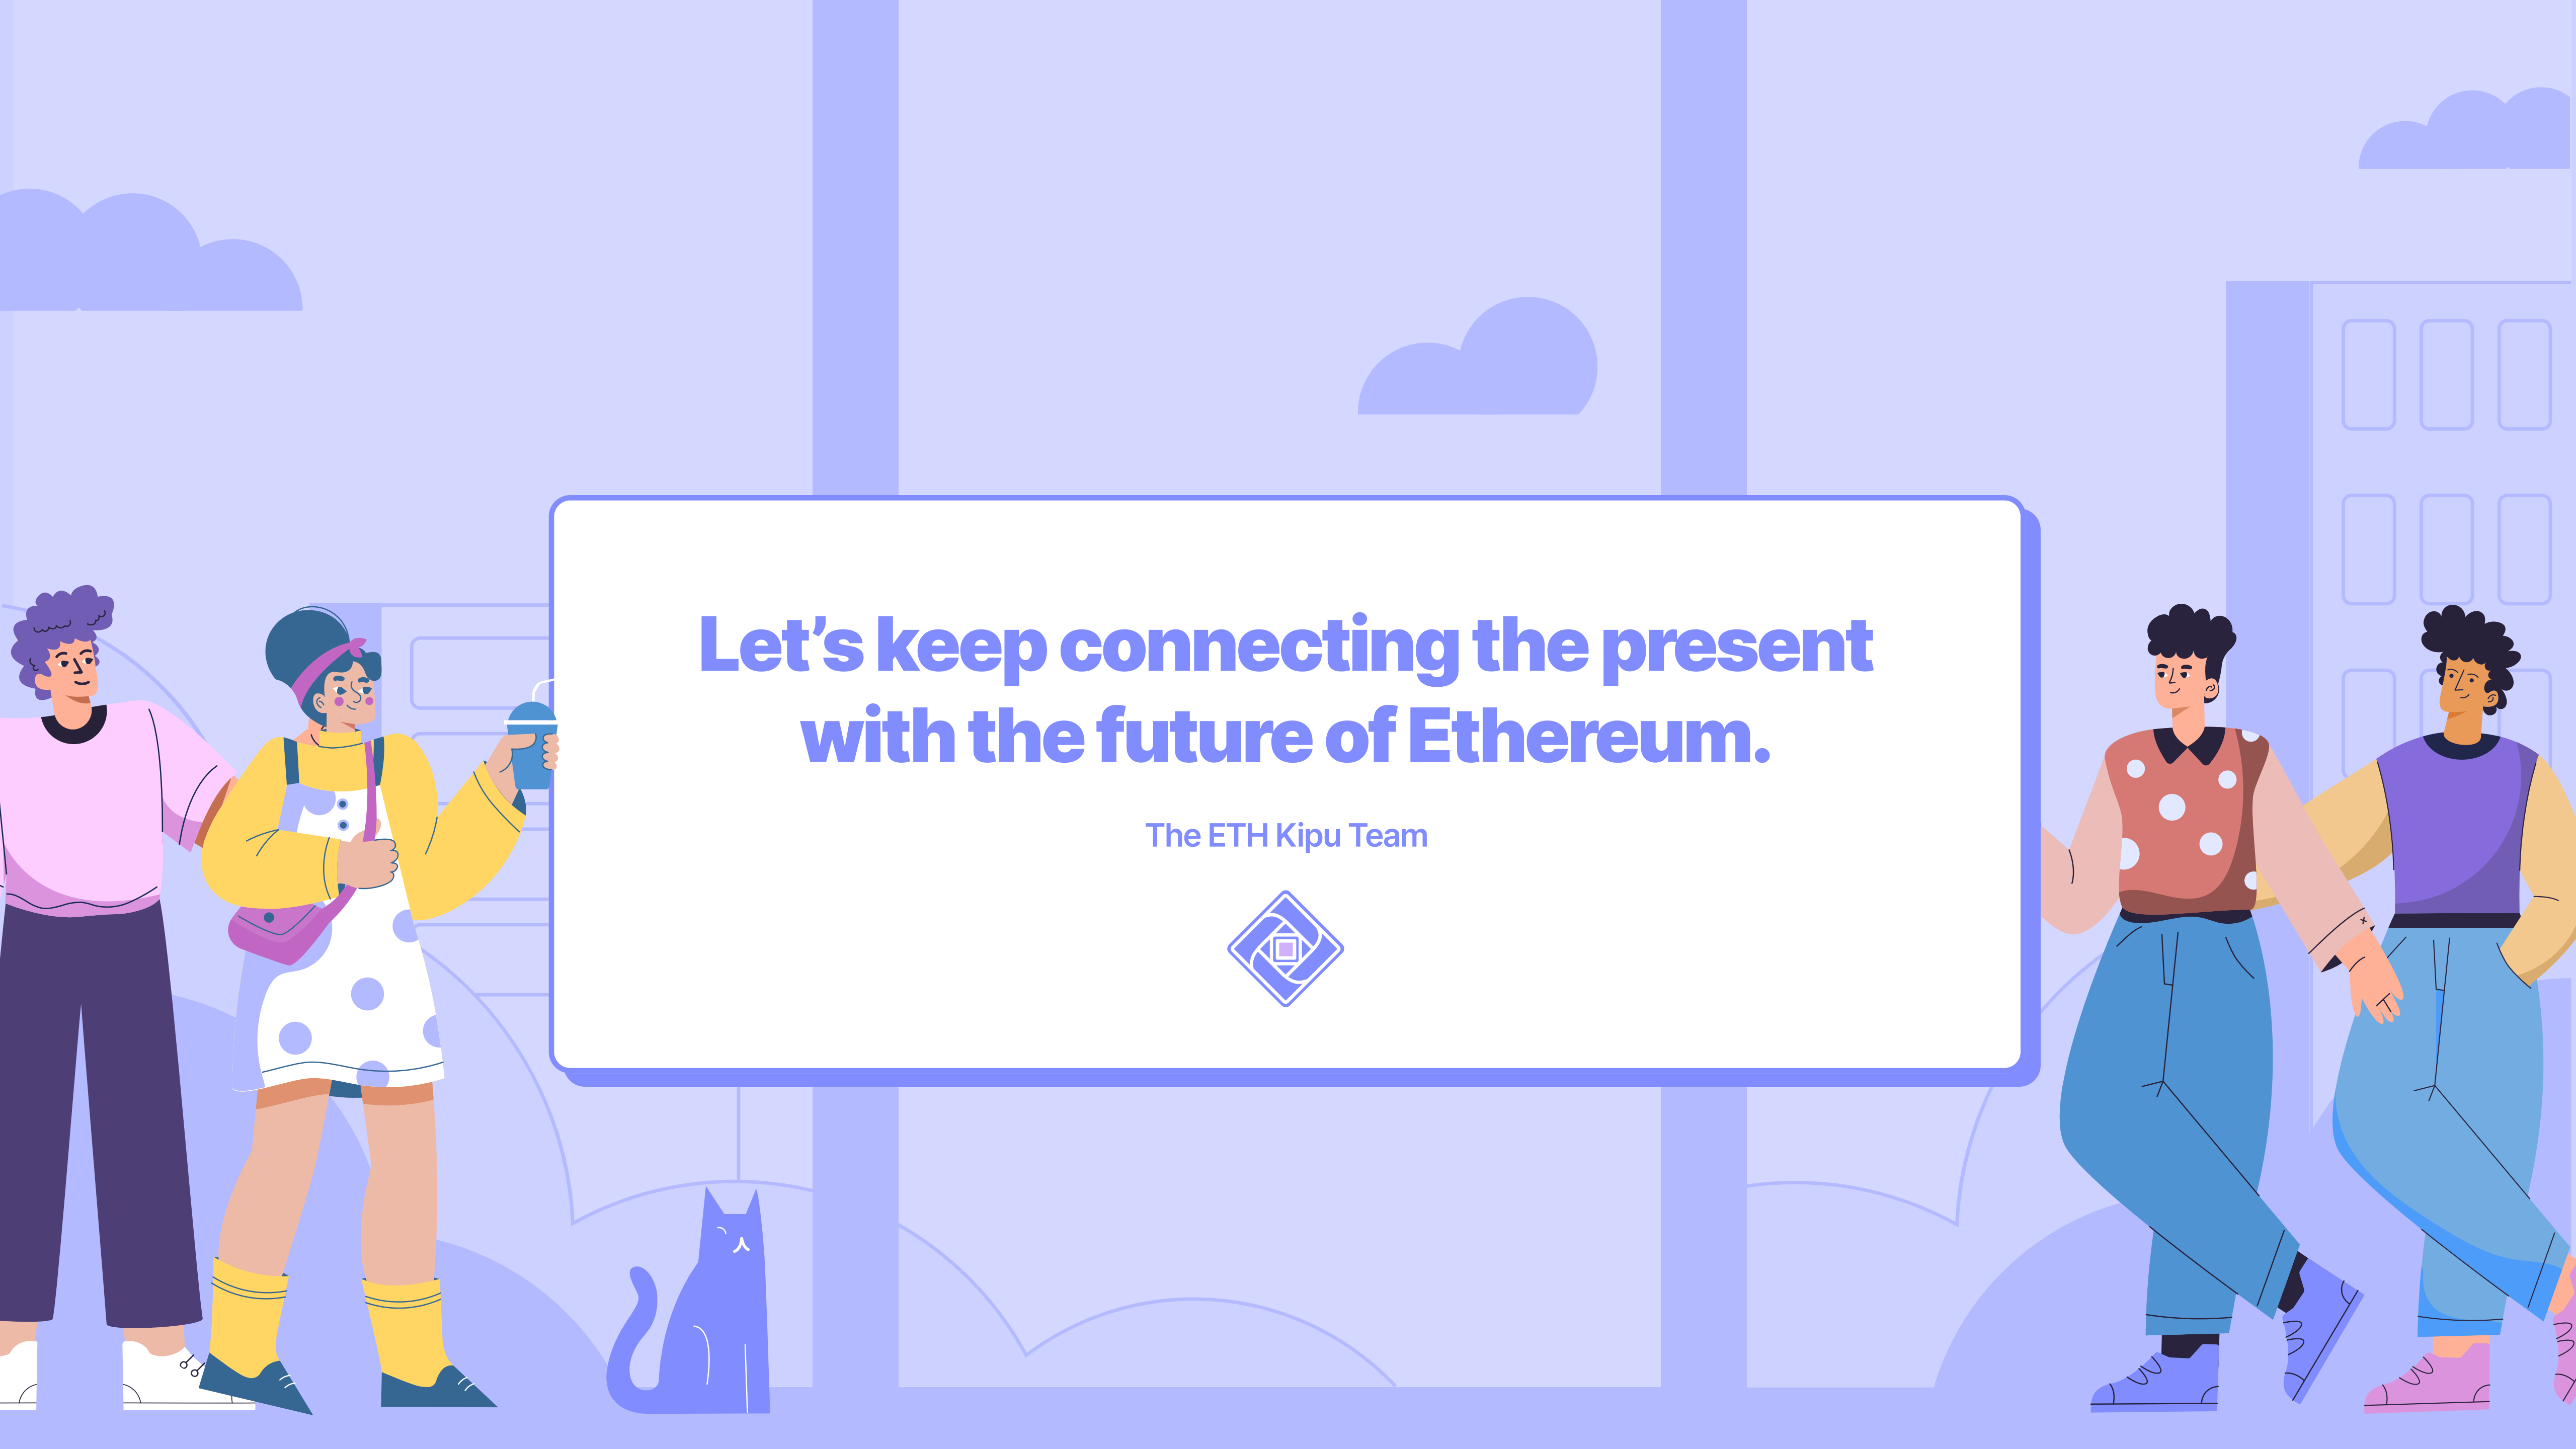 Let’s keep connecting the present
with the future of Ethereum.
The ETH Kipu Team